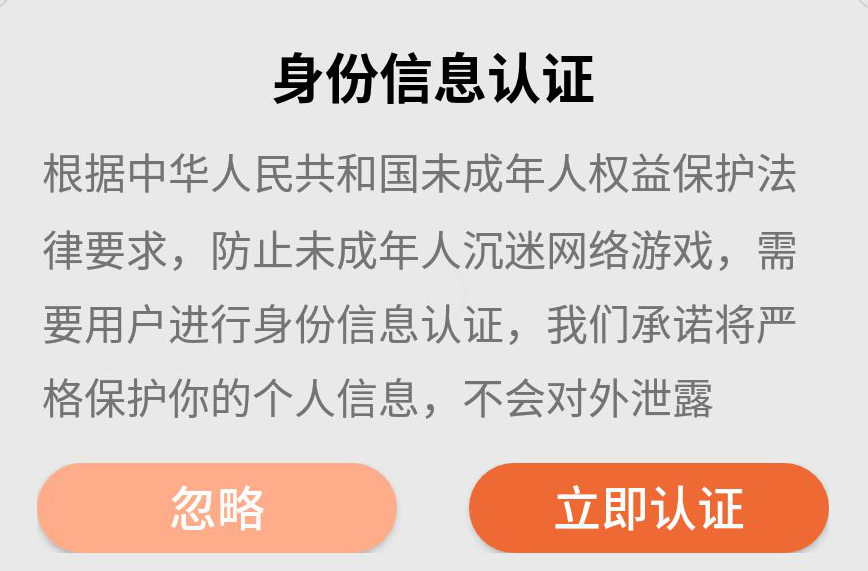 身份信息认证
根据中华人民共和国未成年人权益保护法
律要求，防止未成年人沉迷网络游戏，需
要用户进行身份信息认证，我们承诺将严
格保护你的个人信息，不会对外泄露
忽略
立即认证